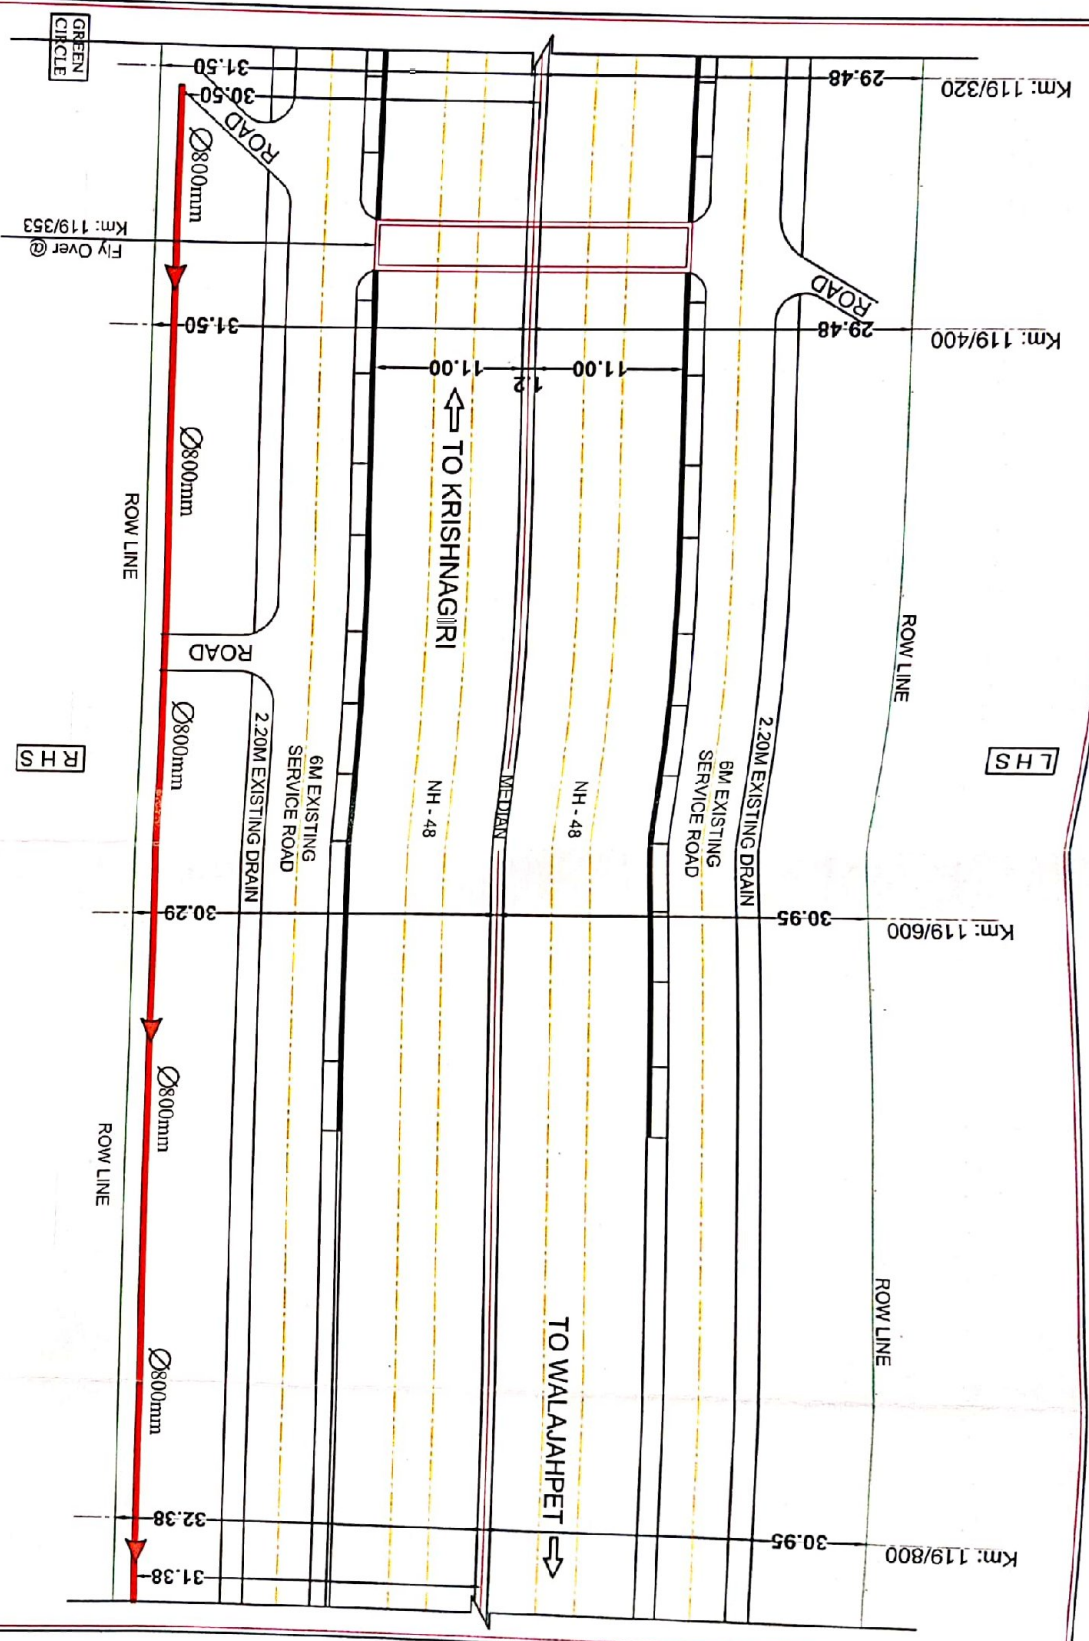 GREEN
CIRCLE
31.50
29.48
Km: 119/320
30.50
ROAD
Ø800mm
Fly Over @
Km: 119/353
ROAD
31.50
29.48
Km: 119/400
11.00
1.2
11.00
TO KRISHNAGIRI
Ø800mm
ROW LINE
ROW LINE
ROAD
Ø800mm
RHS
2.20M EXISTING DRAIN
6M EXISTING
SERVICE ROAD
NH - 48
MEDIAN
NH - 48
6M EXISTING
SERVICE ROAD
2.20M EXISTING DRAIN
LHS
30.29
30.95
Km: 119/600
Ø800mm
ROW LINE
ROW LINE
TO WALAJAHPET
Ø800mm
32.38
30.95
Km: 119/800
31.38